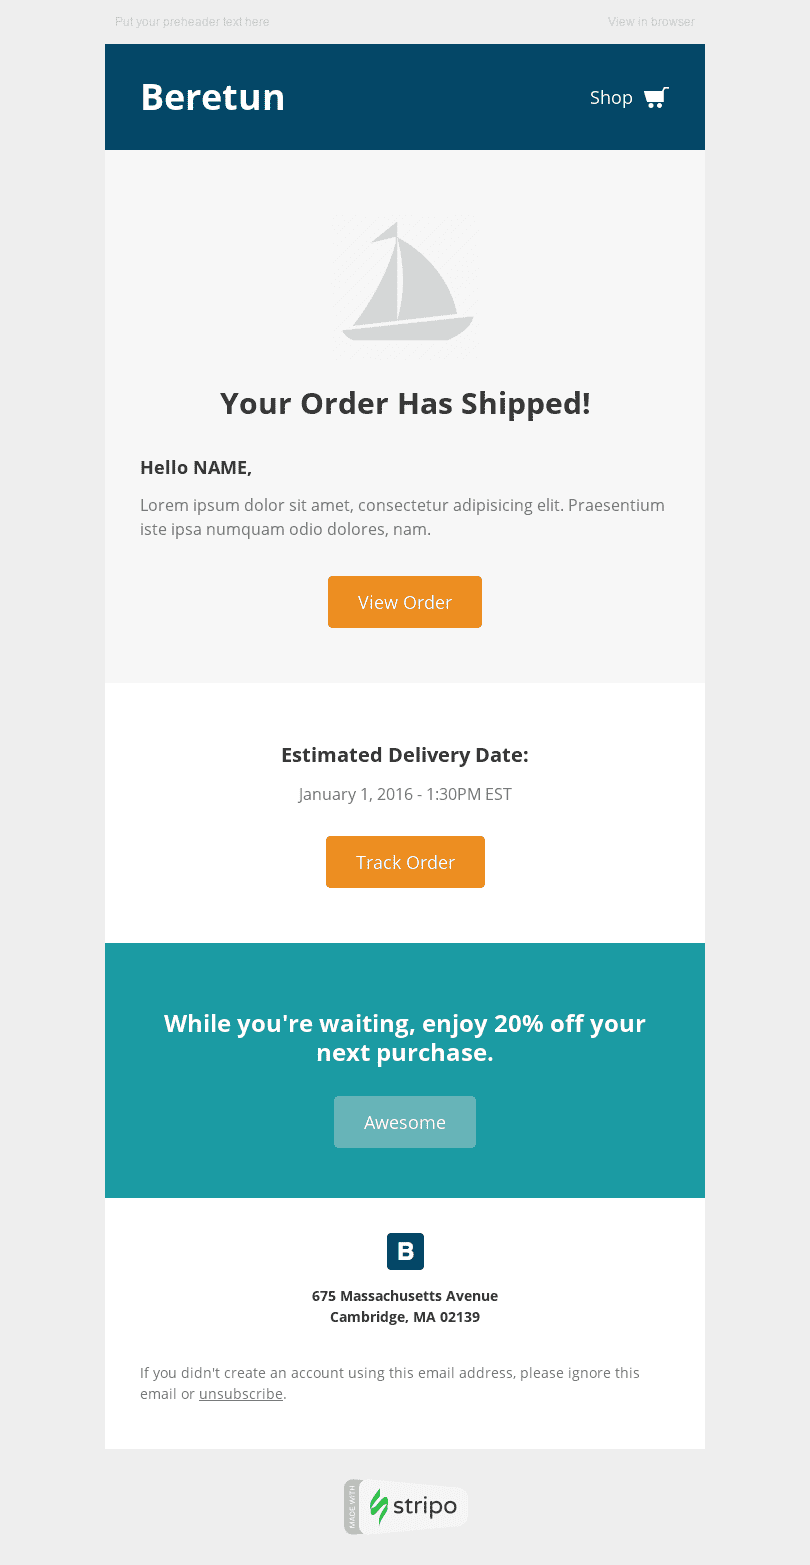 Put your preheader text here
View in browser
Beretun
Shop
Your Order Has Shipped!
Hello NAME,
Lorem ipsum dolor sit amet, consectetur adipisicing elit. Praesentium
iste ipsa numquam odio dolores, nam.
View Order
Estimated Delivery Date:
January 1, 2016 - 1:30PM EST
Track Order
While you're waiting, enjoy 20% off your
next purchase.
Awesome
B
675 Massachusetts Avenue
Cambridge, MA 02139
If you didn't create an account using this email address, please ignore this
email or unsubscribe.
MADE WITH
stripo